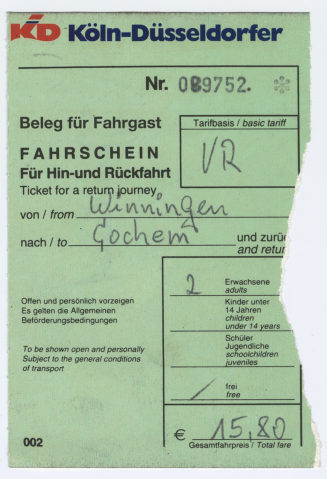 KD Köln-Düsseldorfer
Nr. 089752.
Beleg für Fahrgast
Tarifbasis / basic tariff
VR
FAHRSCHEIN
Für Hin-und Rückfahrt
Ticket for a return journey
von / from Winningen
nach / to Cochem und zurü
and return
2 Erwachsene
adults
Offen und persönlich vorzeigen
Es gelten die Allgemeinen
Beförderungsbedingungen
Kinder unter
14 Jahren
children
under 14 years
To be shown open and personally
Subject to the general conditions
of transport
Schüler
Jugendliche
schoolchildren
juveniles
/ frei
free
002
€ 15,80
Gesamtfahrpreis / Total fare